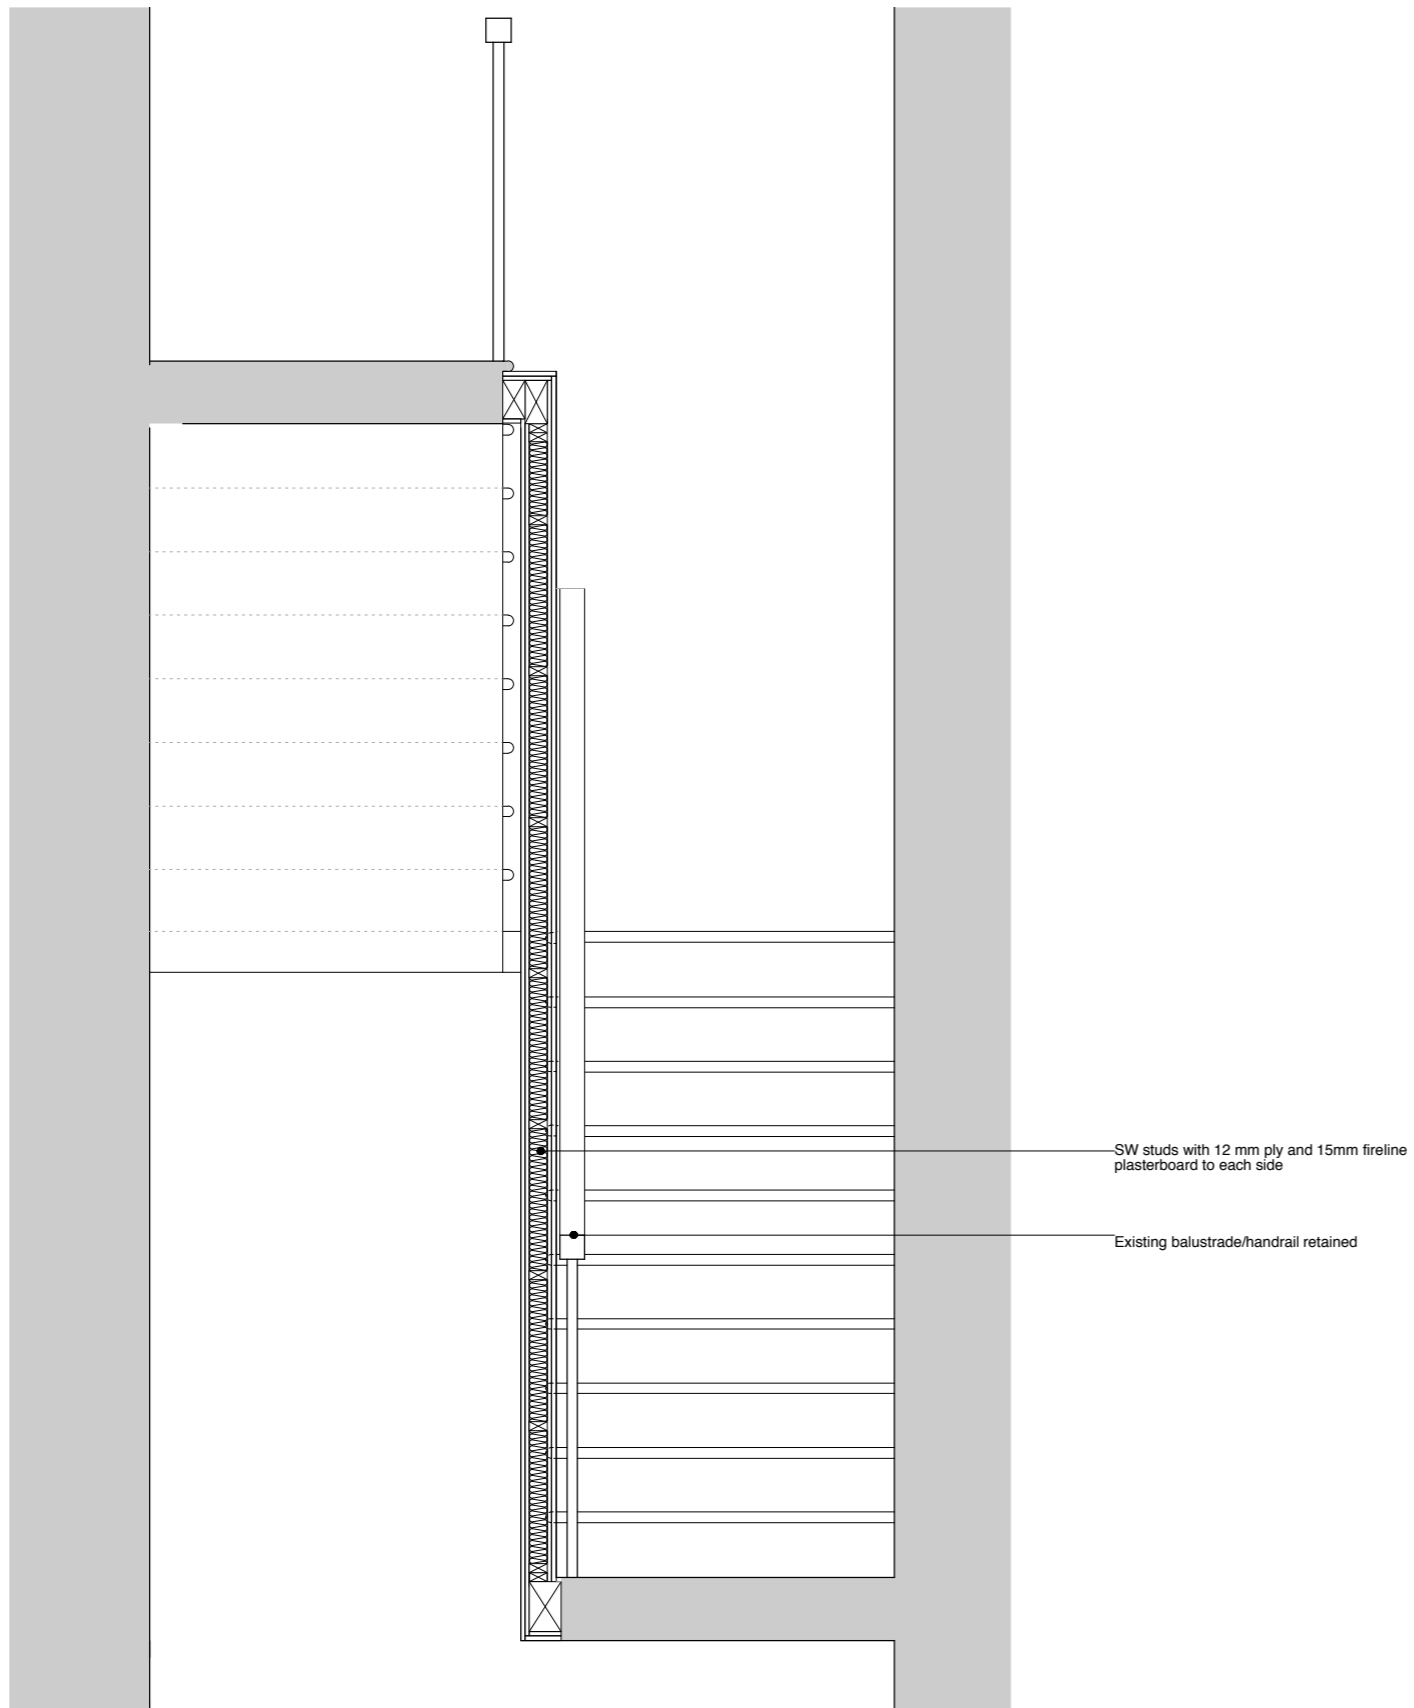 SW studs with 12 mm ply and 15mm fireline
plasterboard to each side
Existing balustrade/handrail retained